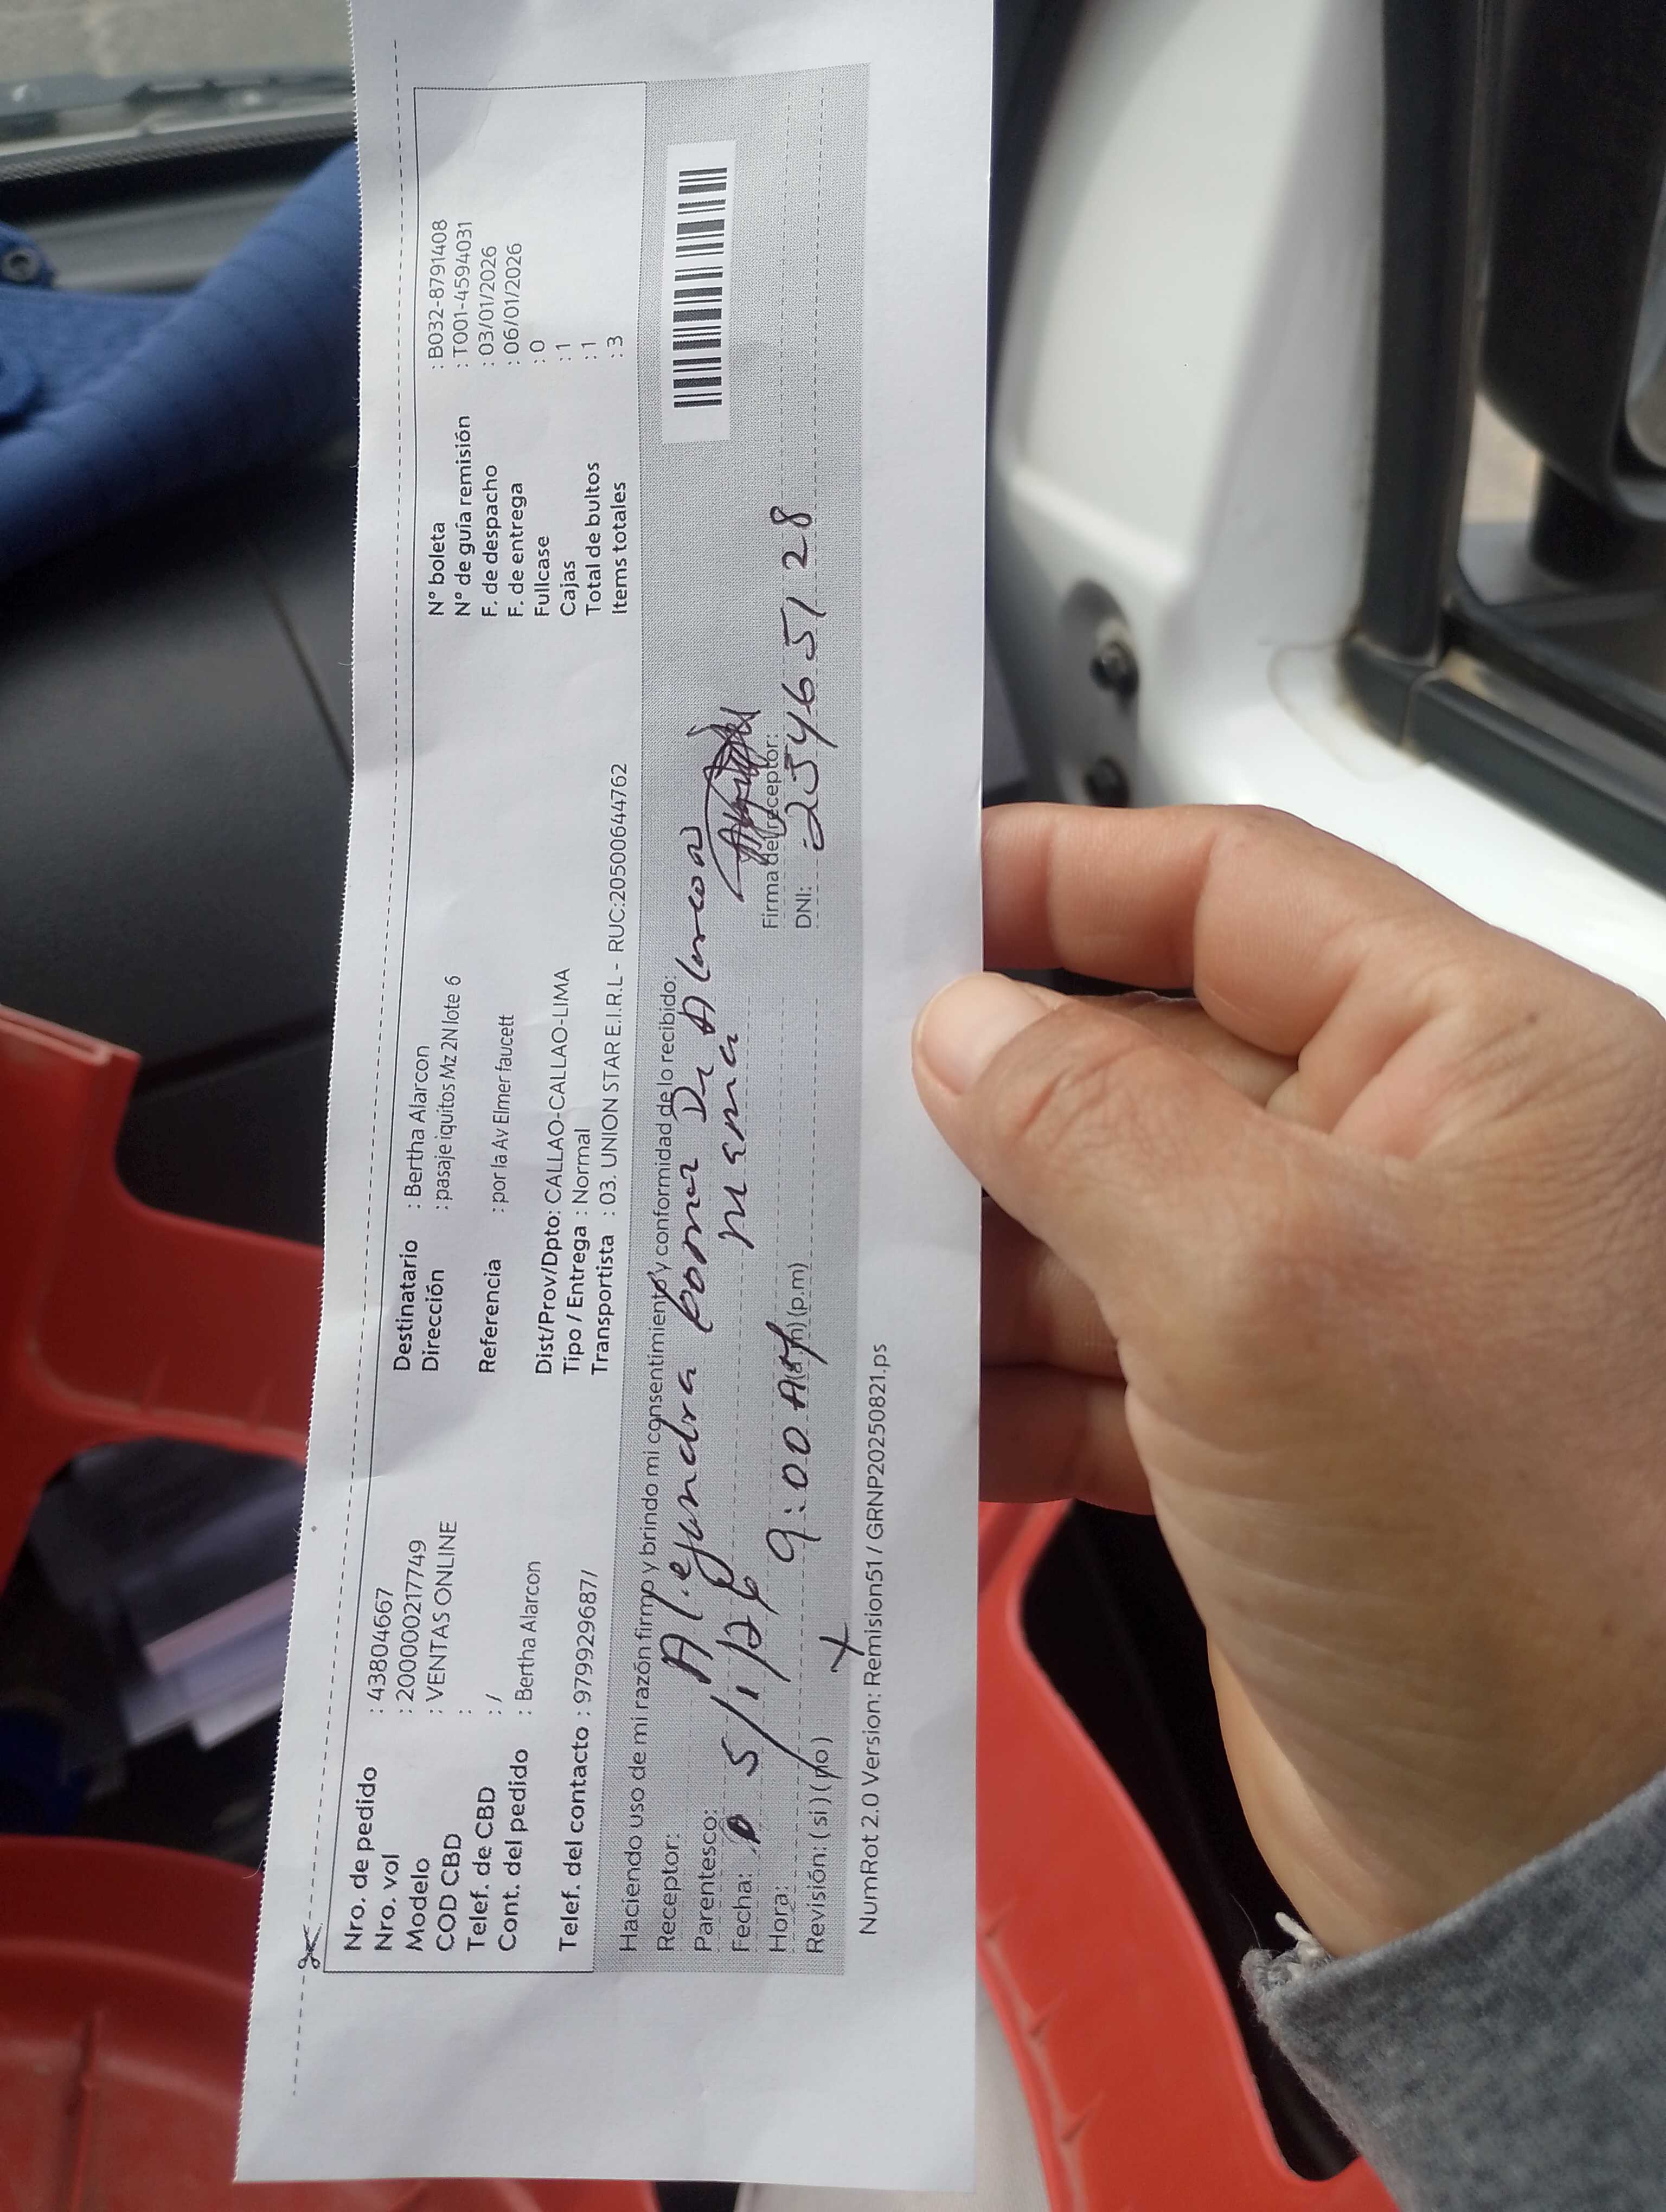 Nro. de pedido : 43804667
Nro. vol : 200000217749
Modelo : VENTAS ONLINE
COD CBD :
Telef. de CBD : /
Cont. del pedido : Bertha Alarcon
Telef. del contacto : 979929687/
Destinatario : Bertha Alarcon
Dirección : pasaje iquitos Mz 2N lote 6
Referencia : por la Av Elmer faucett
Dist/Prov/Dpto: CALLAO-CALLAO-LIMA
Tipo / Entrega : Normal
Transportista : 03. UNION STAR E.I.R.L - RUC:20500644762
N° boleta : B032-8791408
N° de guía remisión : T001-4594031
F. de despacho : 03/01/2026
F. de entrega : 06/01/2026
Fullcase : 0
Cajas : 1
Total de bultos : 1
Items totales : 3
Haciendo uso de mi razón firmo y brindo mi consentimiento y conformidad de lo recibido:
Receptor: Alejandra De Alarcon
Parentesco: mama
Fecha: 5/1/26
Hora: 9:00 Am (a.m) (p.m)
Revisión: ( si ) ( no )
Firma del receptor:
DNI: 25465128
NumRot 2.0 Version: Remision51 / GRNP20250821.ps